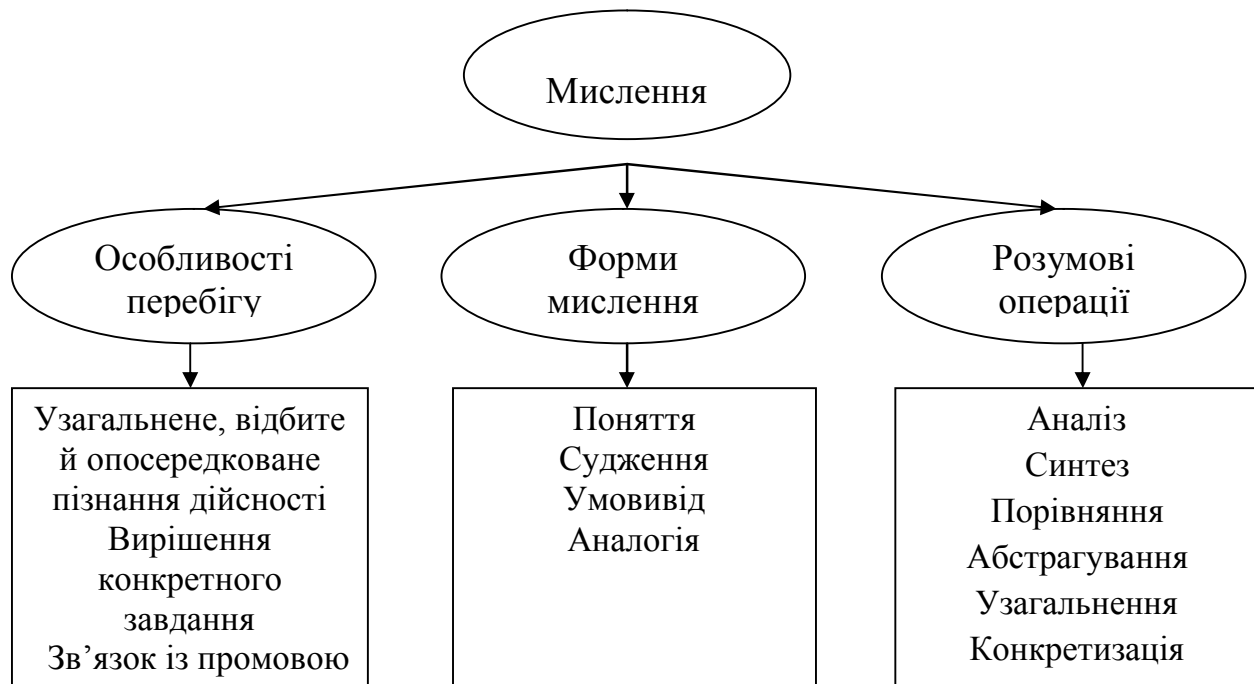 Мислення
Особливості
перебігу
Форми
мислення
Розумові
операції
Узагальнене, відбите
й опосередковане
пізнання дійсності
Вирішення
конкретного
завдання
Зв’язок із промовою
Поняття
Судження
Умовивід
Аналогія
Аналіз
Синтез
Порівняння
Абстрагування
Узагальнення
Конкретизація